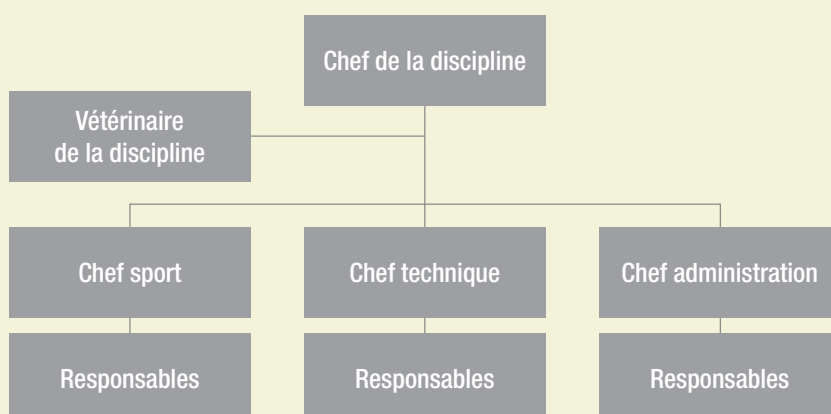 Chef de la discipline
Vétérinaire
de la discipline
Chef sport
Chef technique
Chef administration
Responsables
Responsables
Responsables